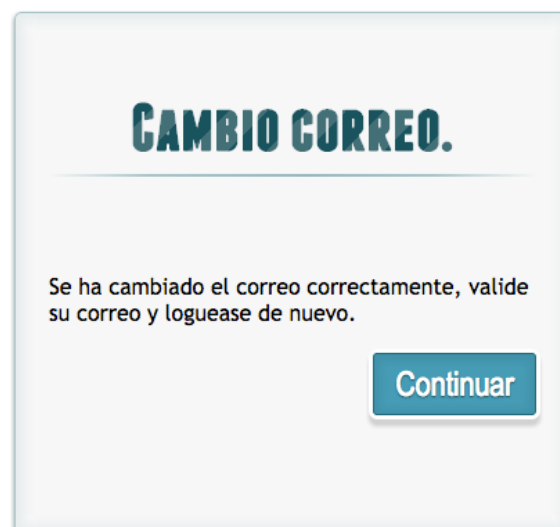 Cambio correo.
Se ha cambiado el correo correctamente, valide
su correo y loguease de nuevo.
Continuar